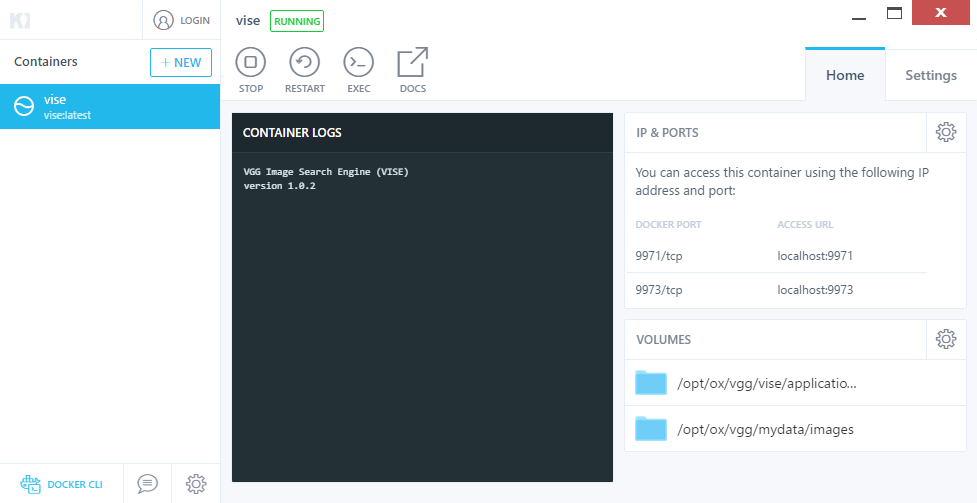 LOGIN
Containers
+ NEW
vise
vise:latest
DOCKER CLI
vise
RUNNING
STOP
RESTART
EXEC
DOCS
Home
Settings
CONTAINER LOGS
VGG Image Search Engine (VISE)
version 1.0.2
IP & PORTS
You can access this container using the following IP
address and port:
DOCKER PORT ACCESS URL
9971/tcp localhost:9971
9973/tcp localhost:9973
VOLUMES
/opt/ox/vgg/vise/applicatio...
/opt/ox/vgg/mydata/images